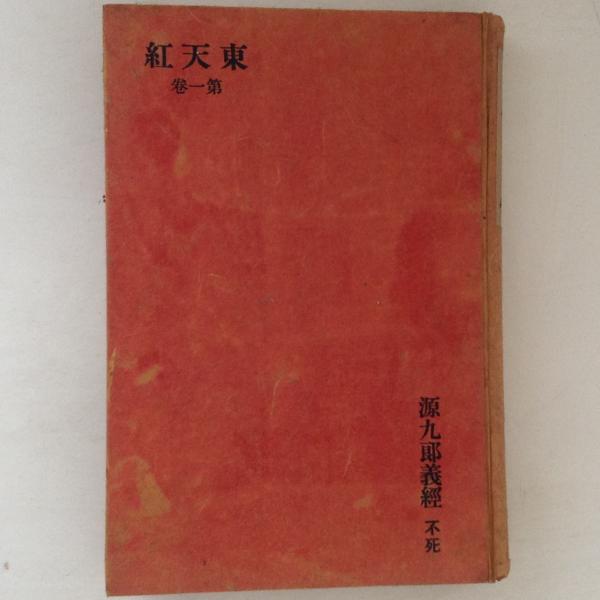 東天紅
第一卷
源九郎義經 不死